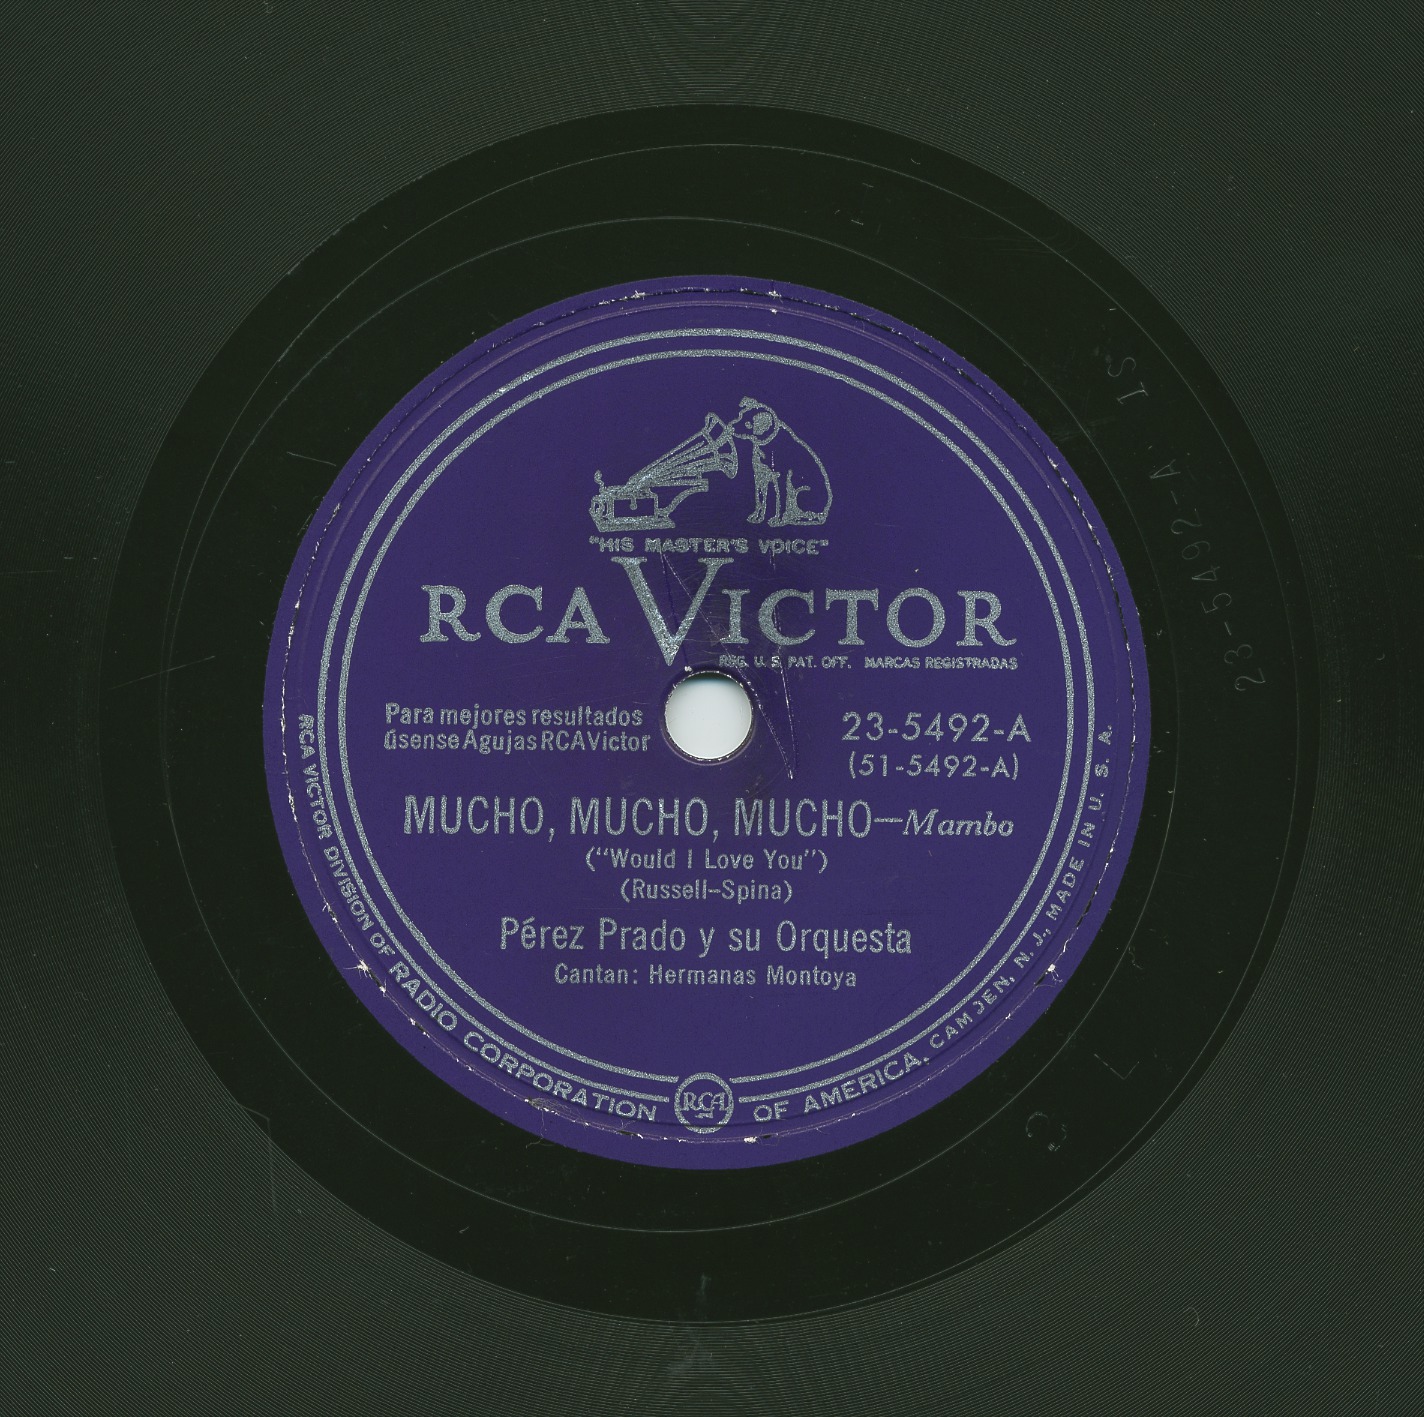 "HIS MASTER'S VOICE"
RCA VICTOR
REG. U. S. PAT. OFF. MARCAS REGISTRADAS
Para mejores resultados
úsense Agujas RCA Victor
23-5492-A
(51-5492-A)
MUCHO, MUCHO, MUCHO—Mambo
("Would I Love You")
(Russell-Spina)
Pérez Prado y su Orquesta
Cantan: Hermanas Montoya
RCA VICTOR DIVISION OF RADIO CORPORATION OF AMERICA, CAMDEN, N. J., MADE IN U. S. A.
RCA
23-5492-A 1S